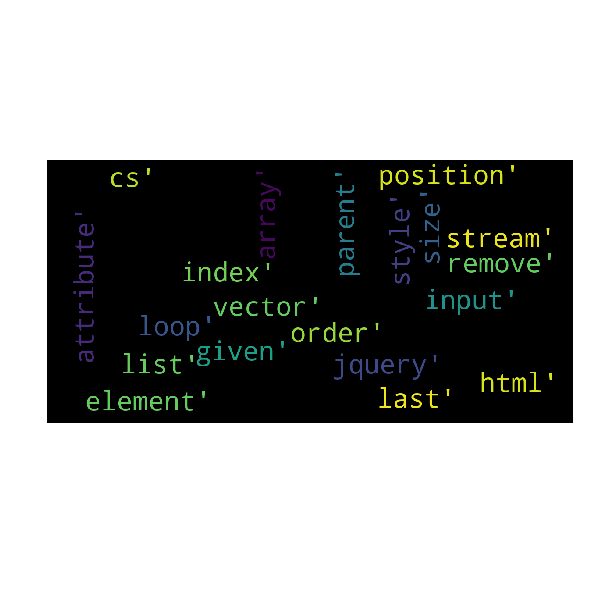 cs'
position'
array'
parent'
style'
size'
attribute'
stream'
remove'
index'
input'
vector'
loop'
order'
given'
list'
jquery'
html'
element'
last'